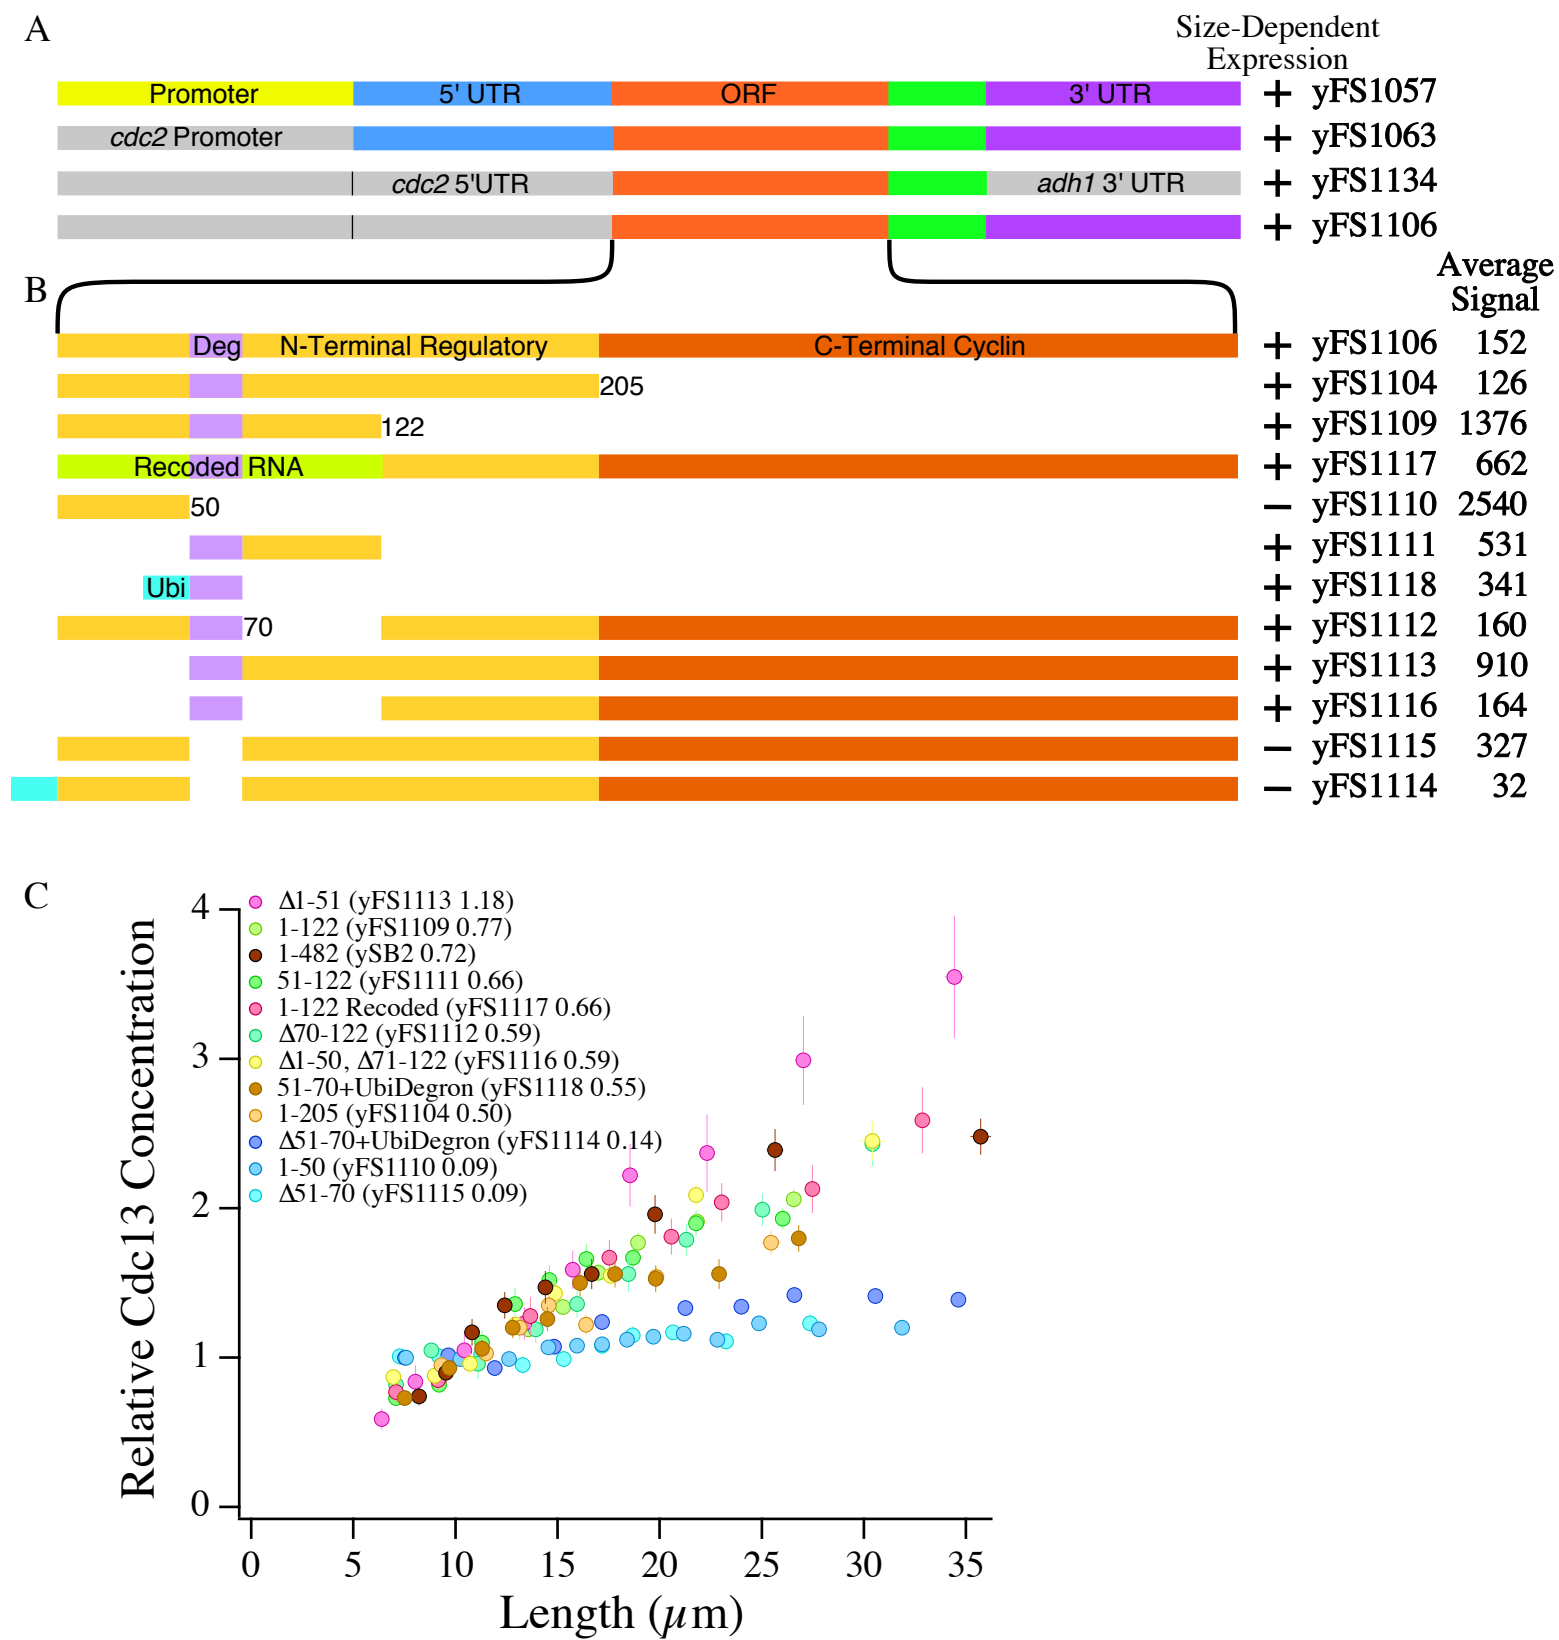 A
Size-Dependent
Expression
Promoter 5' UTR ORF 3' UTR + yFS1057
cdc2 Promoter + yFS1063
cdc2 5'UTR adh1 3' UTR + yFS1134
+ yFS1106
B
Average
Signal
Deg N-Terminal Regulatory C-Terminal Cyclin + yFS1106 152
205 + yFS1104 126
122 + yFS1109 1376
Recoded RNA + yFS1117 662
50 − yFS1110 2540
+ yFS1111 531
Ubi + yFS1118 341
70 + yFS1112 160
+ yFS1113 910
+ yFS1116 164
− yFS1115 327
− yFS1114 32
C
Relative Cdc13 Concentration
4
3
2
1
0
Δ1-51 (yFS1113 1.18)
1-122 (yFS1109 0.77)
1-482 (ySB2 0.72)
51-122 (yFS1111 0.66)
1-122 Recoded (yFS1117 0.66)
Δ70-122 (yFS1112 0.59)
Δ1-50, Δ71-122 (yFS1116 0.59)
51-70+UbiDegron (yFS1118 0.55)
1-205 (yFS1104 0.50)
Δ51-70+UbiDegron (yFS1114 0.14)
1-50 (yFS1110 0.09)
Δ51-70 (yFS1115 0.09)
0 5 10 15 20 25 30 35
Length (µm)